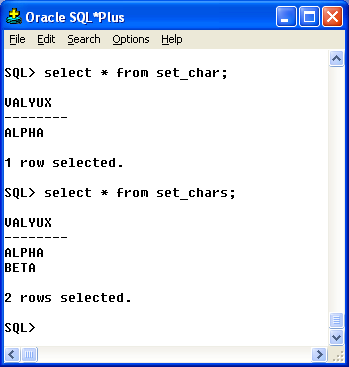 Oracle SQL*Plus
File Edit Search Options Help
SQL> select * from set_char;
VALYUX
--------
ALPHA
1 row selected.
SQL> select * from set_chars;
VALYUX
--------
ALPHA
BETA
2 rows selected.
SQL>